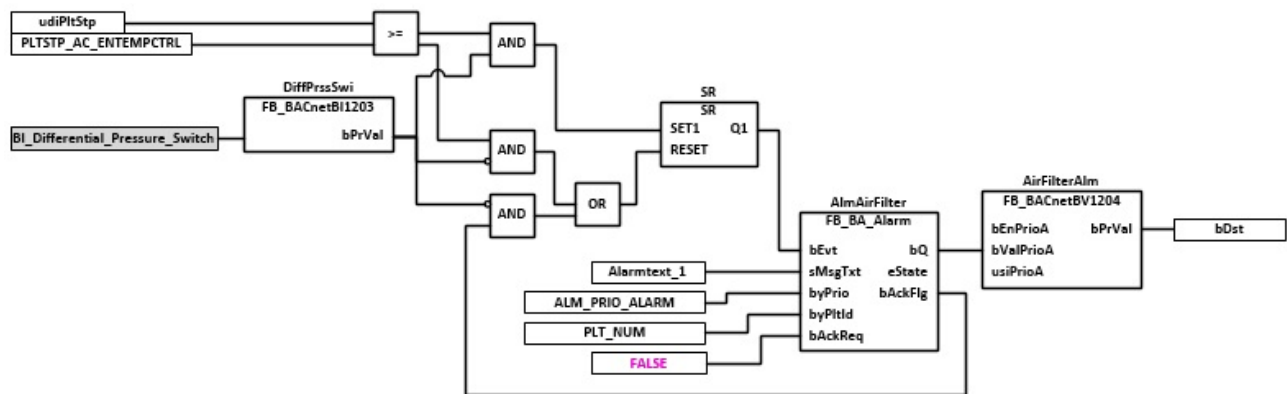 udiPltStp
PLTSTP_AC_ENTEMPCTRL
>=
AND
DiffPrssSwi
FB_BACnetBI1203
bPrVal
BI_Differential_Pressure_Switch
AND
AND
OR
SR
SR
SET1 Q1
RESET
AlmAirFilter
FB_BA_Alarm
bEvt bQ
sMsgTxt eState
byPrio bAckFlg
byPltId
bAckReq
Alarmtext_1
ALM_PRIO_ALARM
PLT_NUM
FALSE
AirFilterAlm
FB_BACnetBV1204
bEnPrioA bPrVal
bValPrioA
usiPrioA
bDst